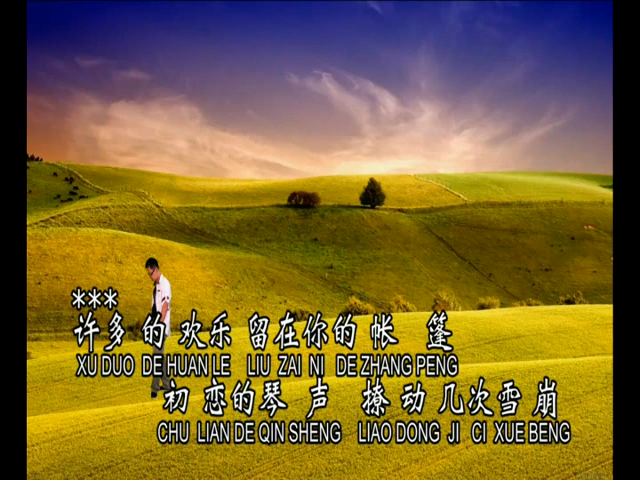 ***
许多 的 欢乐 留在你的 帐 篷
XU DUO DE HUAN LE LIU ZAI NI DE ZHANG PENG
初 恋的琴 声 撩 动 几次雪 崩
CHU LIAN DE QIN SHENG LIAO DONG JI CI XUE BENG